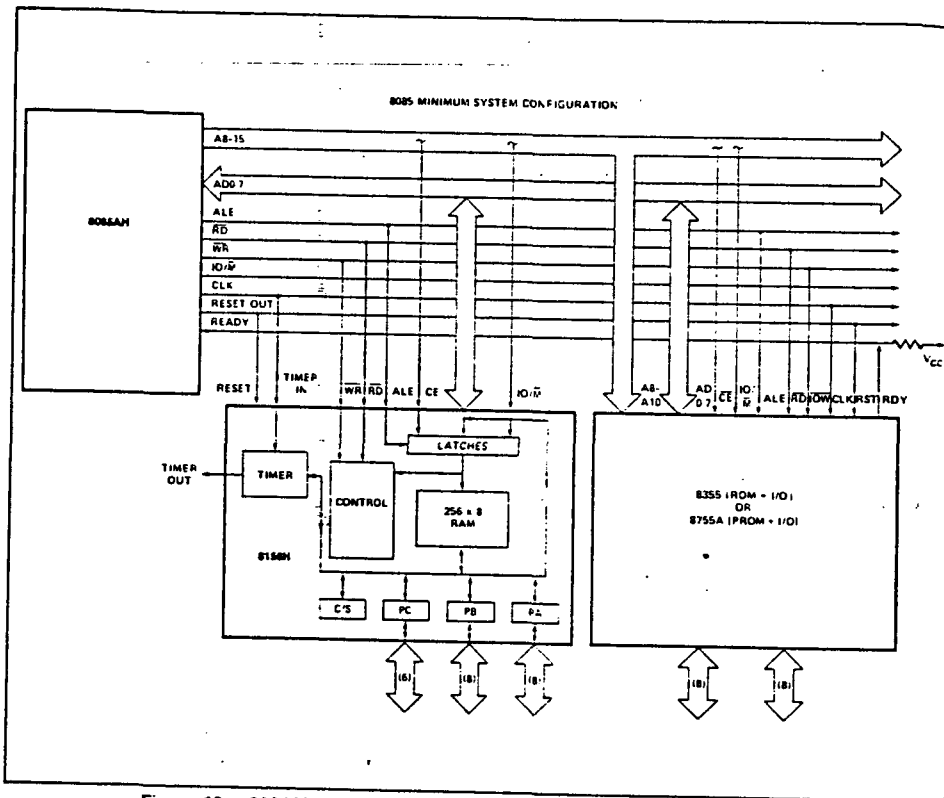 8085 MINIMUM SYSTEM CONFIGURATION
8085AH
A8-15
AD0-7
ALE
RD
WR
IO/M
CLK
RESET OUT
READY
VCC
RESET
TIMER IN
WR
RD
ALE
CE
IO/M
A8-A10
AD 0-7
CE
IO/M
ALE
RD
IOW
CLK
RST
RDY
TIMER OUT
TIMER
LATCHES
CONTROL
256 x 8
RAM
8156H
C/S
PC
PB
PA
(6)
(8)
(8)
8355 (ROM + I/O)
OR
8755A (PROM + I/O)
(8)
(8)